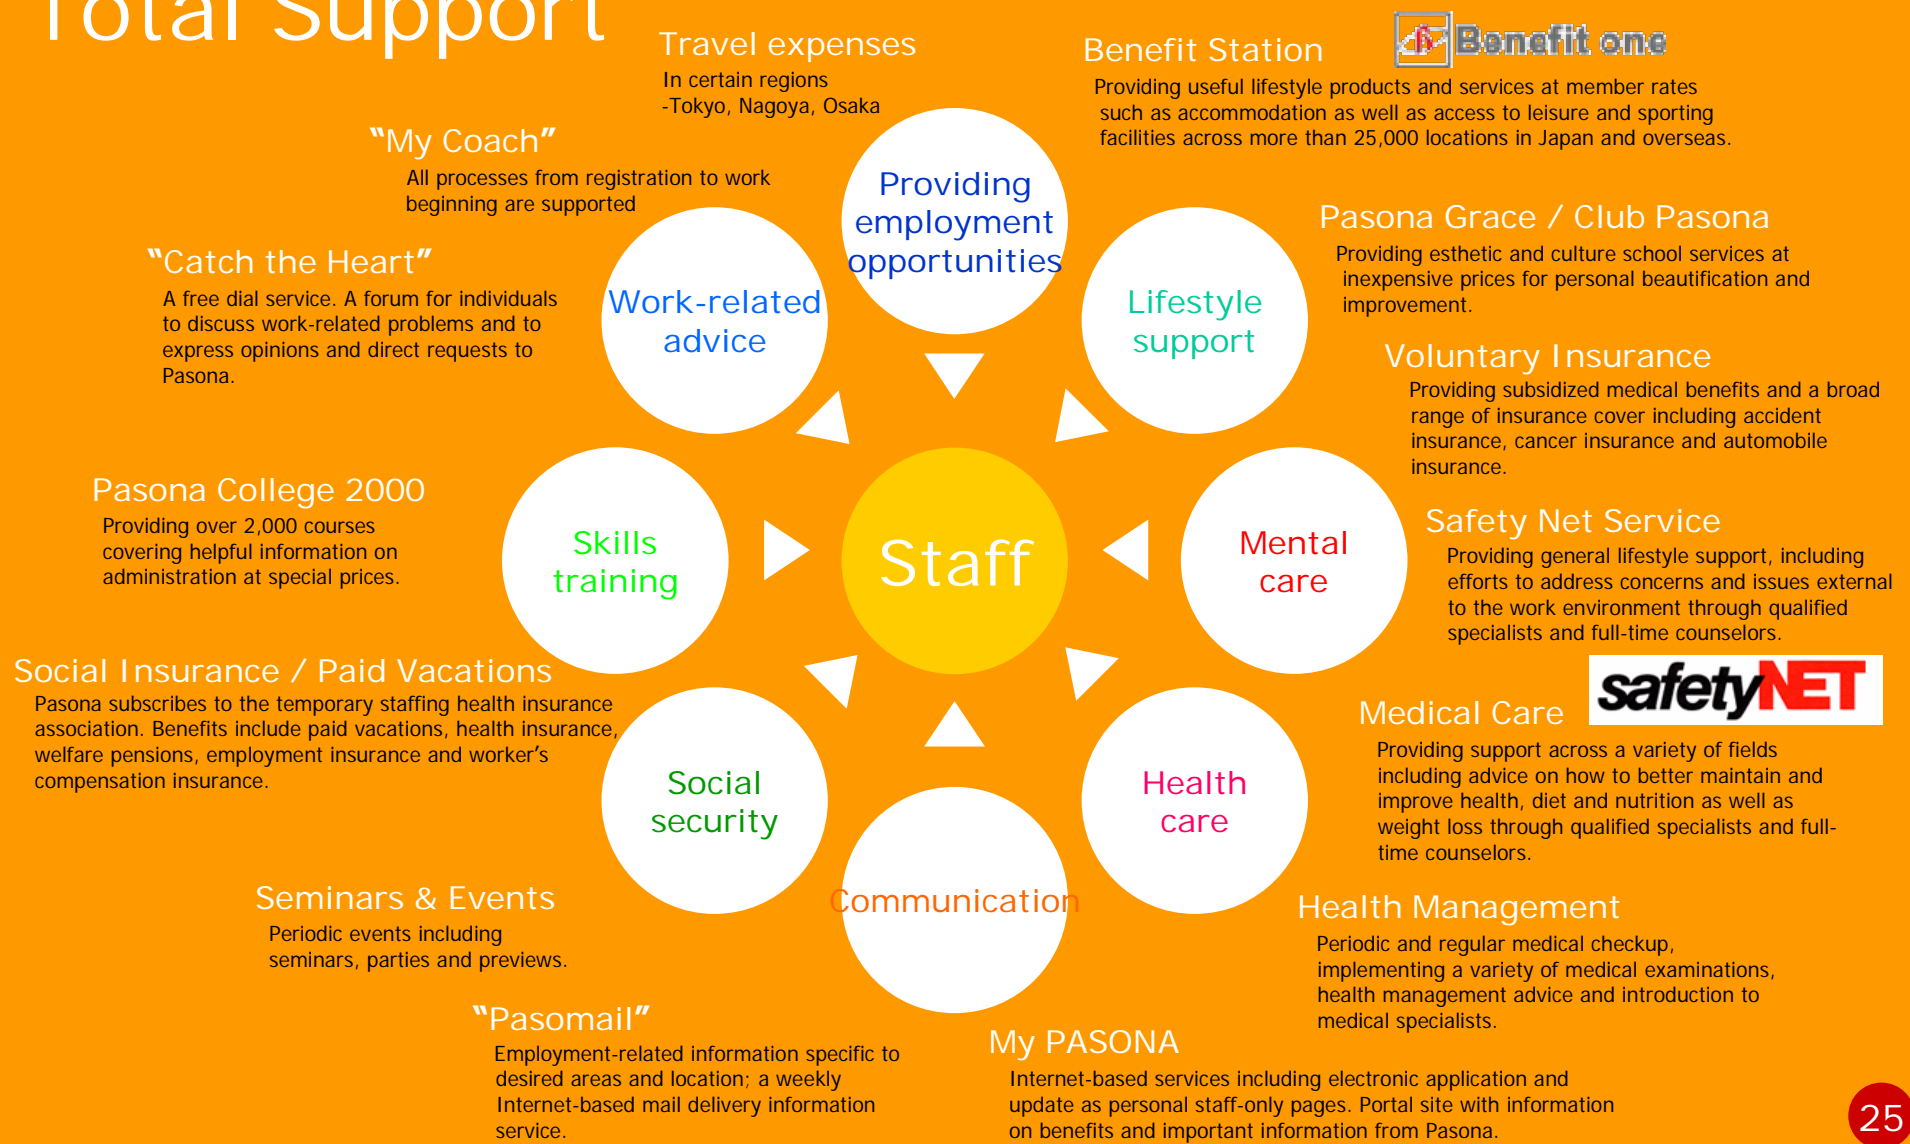 Total Support
Travel expenses
In certain regions
-Tokyo, Nagoya, Osaka
Benefit Station
Benefit one
Providing useful lifestyle products and services at member rates
such as accommodation as well as access to leisure and sporting
facilities across more than 25,000 locations in Japan and overseas.
"My Coach"
All processes from registration to work
beginning are supported
Providing
employment
opportunities
Pasona Grace / Club Pasona
Providing esthetic and culture school services at
inexpensive prices for personal beautification and
improvement.
"Catch the Heart"
A free dial service. A forum for individuals
to discuss work-related problems and to
express opinions and direct requests to
Pasona.
Work-related
advice
Lifestyle
support
Voluntary Insurance
Providing subsidized medical benefits and a broad
range of insurance cover including accident
insurance, cancer insurance and automobile
insurance.
Pasona College 2000
Providing over 2,000 courses
covering helpful information on
administration at special prices.
Skills
training
Staff
Mental
care
Safety Net Service
Providing general lifestyle support, including
efforts to address concerns and issues external
to the work environment through qualified
specialists and full-time counselors.
safetyNET
Social Insurance / Paid Vacations
Pasona subscribes to the temporary staffing health insurance
association. Benefits include paid vacations, health insurance,
welfare pensions, employment insurance and worker's
compensation insurance.
Social
security
Health
care
Medical Care
Providing support across a variety of fields
including advice on how to better maintain and
improve health, diet and nutrition as well as
weight loss through qualified specialists and full-
time counselors.
Seminars & Events
Periodic events including
seminars, parties and previews.
Communication
Health Management
Periodic and regular medical checkup,
implementing a variety of medical examinations,
health management advice and introduction to
medical specialists.
"Pasomail"
Employment-related information specific to
desired areas and location; a weekly
Internet-based mail delivery information
service.
My PASONA
Internet-based services including electronic application and
update as personal staff-only pages. Portal site with information
on benefits and important information from Pasona.
25